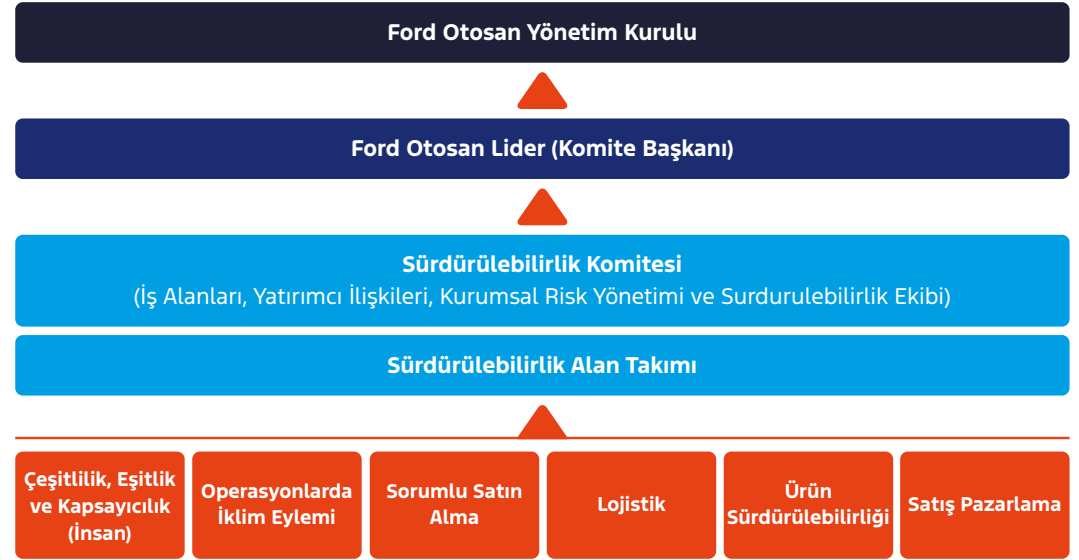 Ford Otosan Yönetim Kurulu
Ford Otosan Lider (Komite Başkanı)
Sürdürülebilirlik Komitesi
(İş Alanları, Yatırımcı İlişkileri, Kurumsal Risk Yönetimi ve Surdurulebilirlik Ekibi)
Sürdürülebilirlik Alan Takımı
Çeşitlilik, Eşitlik
ve Kapsayıcılık
(İnsan)
Operasyonlarda
İklim Eylemi
Sorumlu Satın
Alma
Lojistik
Ürün
Sürdürülebilirliği
Satış Pazarlama